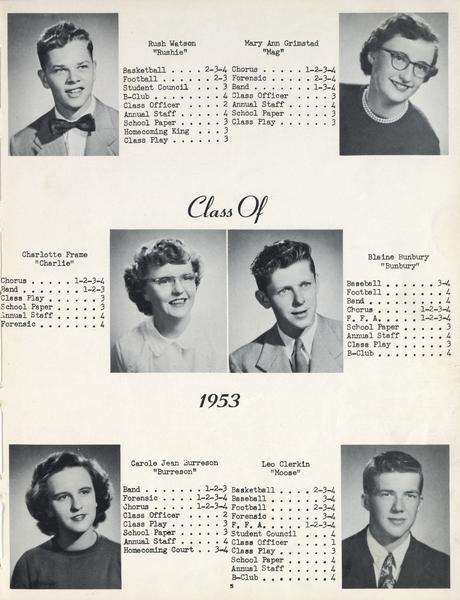 Rush Watson
"Rushie"
Basketball . . . . . 2-3-4
Football . . . . . . . 2-3
Student Council . . . . 3
B-Club . . . . . . . . . 4
Class Officer . . . . . 2
Annual Staff . . . . . . 4
School Paper . . . . . . 3
Homecoming King . . . 3
Class Play . . . . . . . 3
Mary Ann Grimstad
"Mag"
Chorus . . . . . . 1-2-3-4
Forensic . . . . . . 2-3-4
Band . . . . . . . . 1-3-4
Class Officer . . . . . 3
Annual Staff . . . . . . 4
School Paper . . . . . . 3
Class Play . . . . . . . 3
Class Of
Charlotte Frame
"Charlie"
Chorus . . . . . . 1-2-3-4
Band . . . . . . . . 1-2-3
Class Play . . . . . . . 3
School Paper . . . . . . 3
Annual Staff . . . . . . 4
Forensic . . . . . . . . 4
Blaine Bunbury
"Bunbury"
Baseball . . . . . . . 3-4
Football . . . . . . . . 4
Band . . . . . . . . . . 4
Chorus . . . . . . 1-2-3-4
F. F. A. . . . . . 1-2-3-4
School Paper . . . . . . 3
Annual Staff . . . . . . 4
Class Play . . . . . . . 3
B-Club . . . . . . . . . 4
1953
Carole Jean Burreson
"Burreson"
Band . . . . . . . . 1-2-3
Forensic . . . . . 1-2-3-4
Chorus . . . . . . 1-2-3-4
Class Officer . . . . . 2
Class Play . . . . . . . 3
School Paper . . . . . . 3
Annual Staff . . . . . . 4
Homecoming Court . . 3-4
Leo Clerkin
"Moose"
Basketball . . . . . 2-3-4
Baseball . . . . . . . 3-4
Football . . . . . . 2-3-4
Forensic . . . . . . . 3-4
F. F. A. . . . . . 1-2-3-4
Student Council . . . . 4
Class Officer . . . . . 1
Class Play . . . . . . . 3
School Paper . . . . . . 3
Annual Staff . . . . . . 4
B-Club . . . . . . . . . 4
5